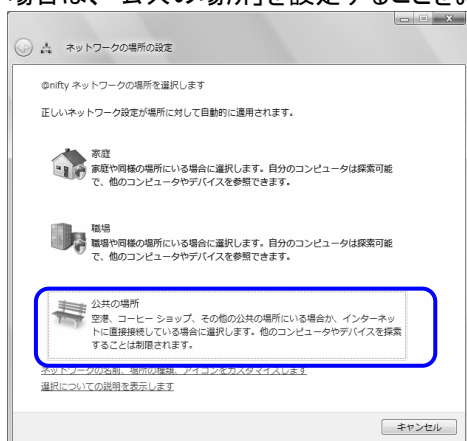 場合は、「公共の場所」を設定することを。
ネットワークの場所の設定
@nifty ネットワークの場所を選択します
正しいネットワーク設定が場所に対して自動的に適用されます。
家庭
家庭や同様の場所にいる場合に選択します。自分のコンピュータは探索可能
で、他のコンピュータやデバイスを参照できます。
職場
職場や同様の場所にいる場合に選択します。自分のコンピュータは探索可能
で、他のコンピュータやデバイスを参照できます。
公共の場所
空港、コーヒー ショップ、その他の公共の場所にいる場合か、インターネッ
トに直接接続している場合に選択します。他のコンピュータやデバイスを探索
することは制限されます。
ネットワークの名前、場所の種類、アイコンをカスタマイズします
選択についての説明を表示します
キャンセル